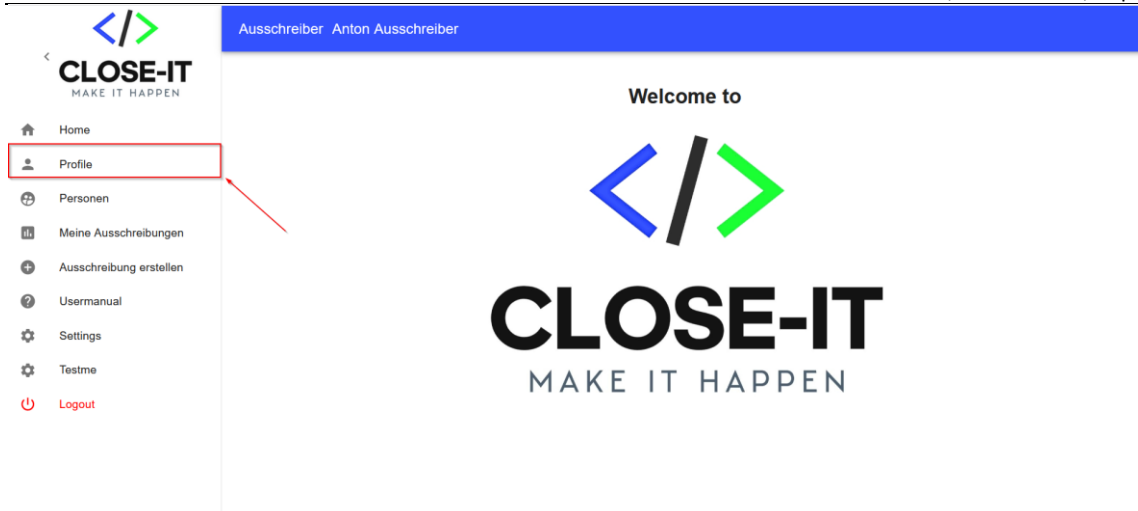 CLOSE-IT
MAKE IT HAPPEN
Home
Profile
Personen
Meine Ausschreibungen
Ausschreibung erstellen
Usermanual
Settings
Testme
Logout
Ausschreiber Anton Ausschreiber
Welcome to
CLOSE-IT
MAKE IT HAPPEN